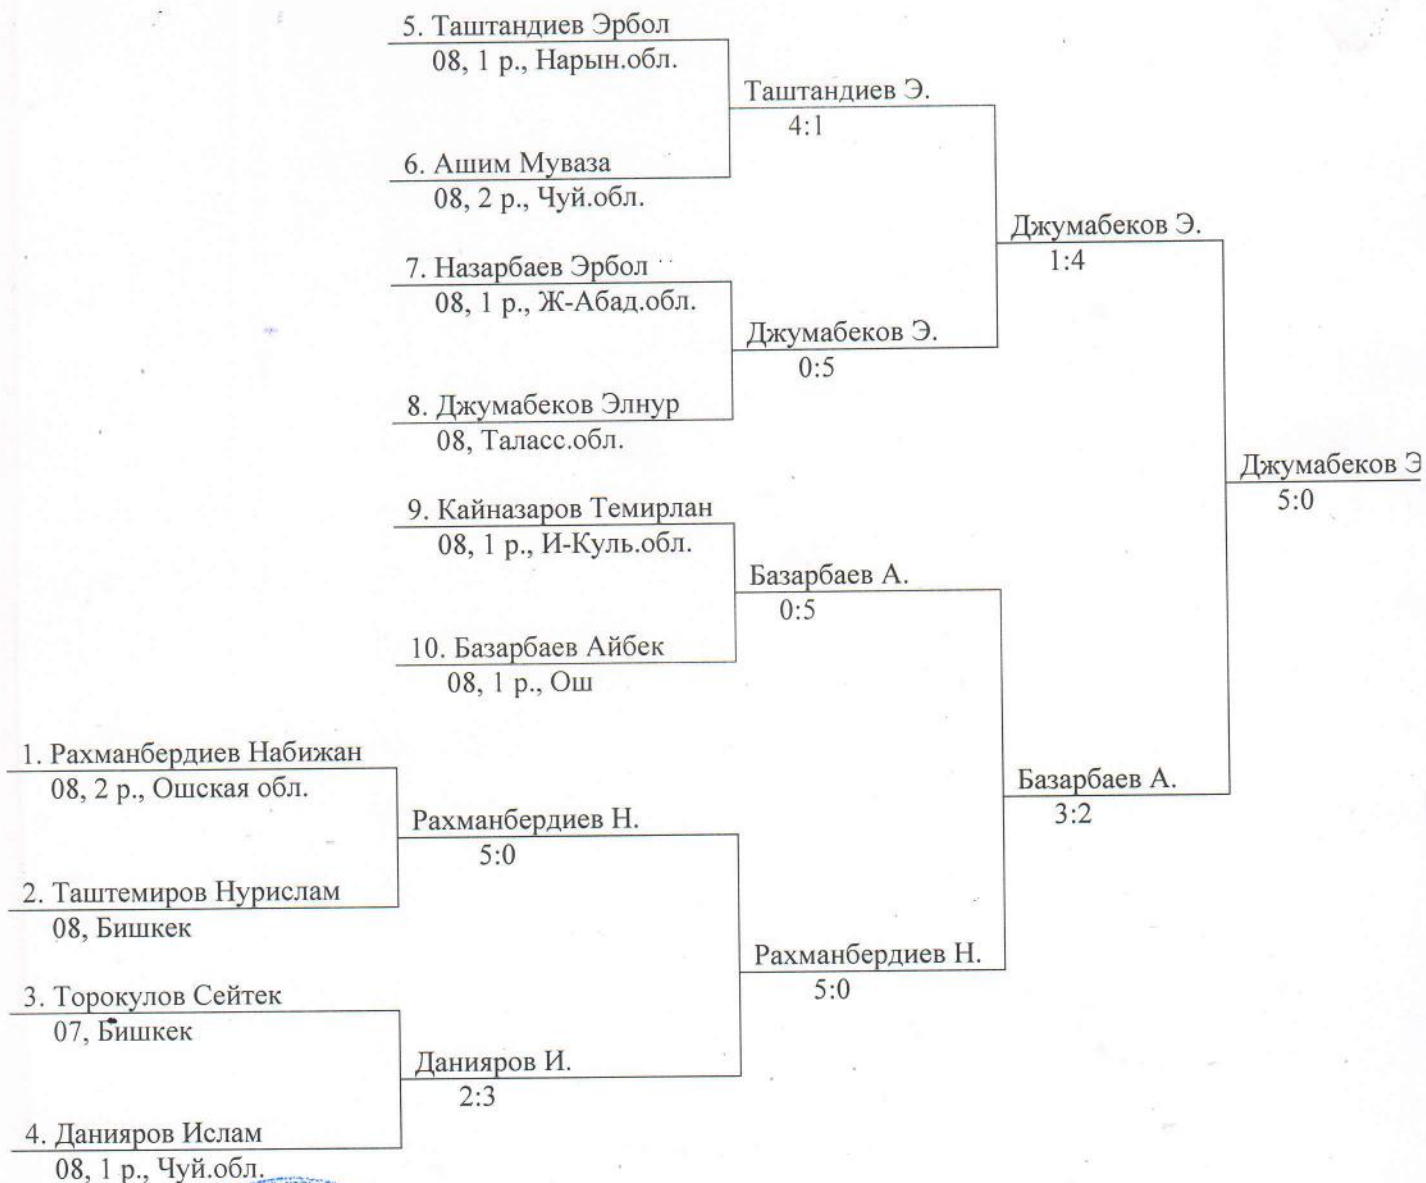 5. Таштандиев Эрбол
08, 1 р., Нарын.обл.
Таштандиев Э.
4:1
6. Ашим Муваза
08, 2 р., Чуй.обл.
Джумабеков Э.
1:4
7. Назарбаев Эрбол
08, 1 р., Ж-Абад.обл.
Джумабеков Э.
0:5
8. Джумабеков Элнур
08, Таласс.обл.
Джумабеков Э
5:0
9. Кайназаров Темирлан
08, 1 р., И-Куль.обл.
Базарбаев А.
0:5
10. Базарбаев Айбек
08, 1 р., Ош
1. Рахманбердиев Набижан
08, 2 р., Ошская обл.
Базарбаев А.
3:2
Рахманбердиев Н.
5:0
2. Таштемиров Нурислам
08, Бишкек
Рахманбердиев Н.
5:0
3. Торокулов Сейтек
07, Бишкек
Данияров И.
2:3
4. Данияров Ислам
08, 1 р., Чуй.обл.